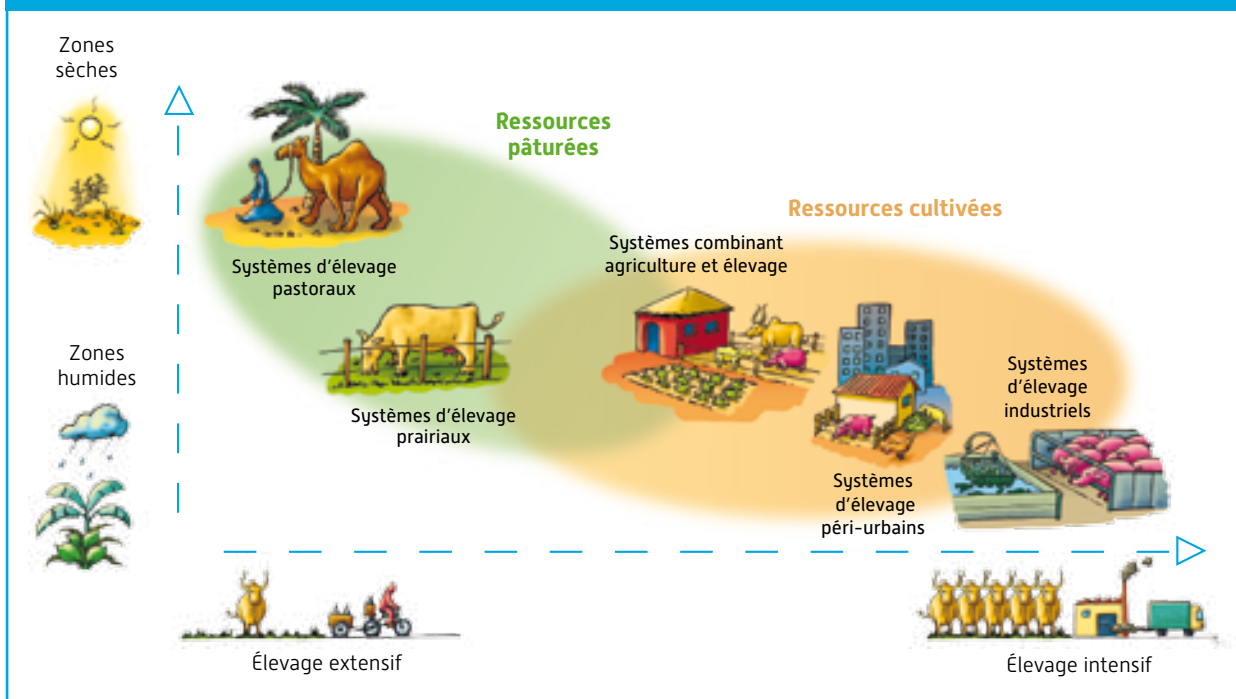 Zones
sèches
Ressources
pâturées
Ressources cultivées
Systèmes combinant
agriculture et élevage
Systèmes d'élevage
pastoraux
Zones
humides
Systèmes d'élevage
prairiaux
Systèmes
d'élevage
industriels
Systèmes
d'élevage
péri-urbains
Élevage extensif
Élevage intensif